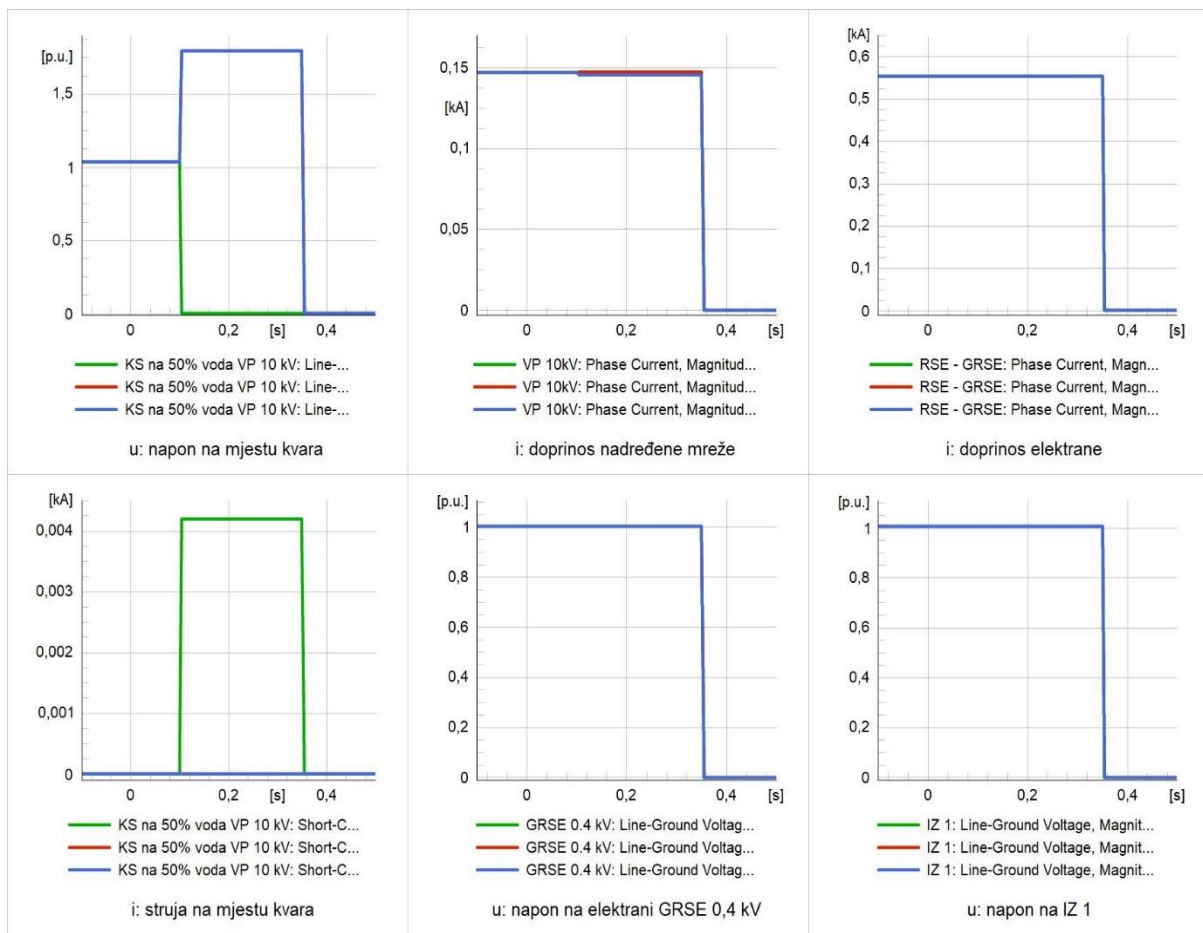 [p.u.]
1,5
1
0,5
0
0 0,2 [s] 0,4
KS na 50% voda VP 10 kV: Line-...
KS na 50% voda VP 10 kV: Line-...
KS na 50% voda VP 10 kV: Line-...
u: napon na mjestu kvara
0,15
[kA]
0,1
0,05
0
0 0,2 0,4 [s]
VP 10kV: Phase Current, Magnitud...
VP 10kV: Phase Current, Magnitud...
VP 10kV: Phase Current, Magnitud...
i: doprinos nadređene mreže
[kA]
0,6
0,5
0,4
0,3
0,2
0,1
0
0 0,2 0,4 [s]
RSE - GRSE: Phase Current, Magn...
RSE - GRSE: Phase Current, Magn...
RSE - GRSE: Phase Current, Magn...
i: doprinos elektrane
[kA]
0,004
0,003
0,002
0,001
0
0 0,2 [s] 0,4
KS na 50% voda VP 10 kV: Short-C...
KS na 50% voda VP 10 kV: Short-C...
KS na 50% voda VP 10 kV: Short-C...
i: struja na mjestu kvara
[p.u.]
1
0,8
0,6
0,4
0,2
0
0 0,2 0,4 [s]
GRSE 0.4 kV: Line-Ground Voltag...
GRSE 0.4 kV: Line-Ground Voltag...
GRSE 0.4 kV: Line-Ground Voltag...
u: napon na elektrani GRSE 0,4 kV
[p.u.]
1
0,8
0,6
0,4
0,2
0
0 0,2 0,4 [s]
IZ 1: Line-Ground Voltage, Magnit...
IZ 1: Line-Ground Voltage, Magnit...
IZ 1: Line-Ground Voltage, Magnit...
u: napon na IZ 1